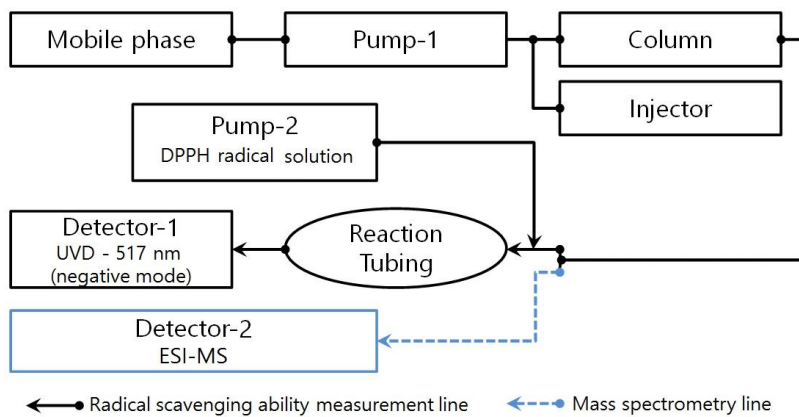 Mobile phase
Pump-1
Column
Injector
Pump-2
DPPH radical solution
Detector-1
UVD - 517 nm
(negative mode)
Reaction
Tubing
Detector-2
ESI-MS
Radical scavenging ability measurement line
Mass spectrometry line